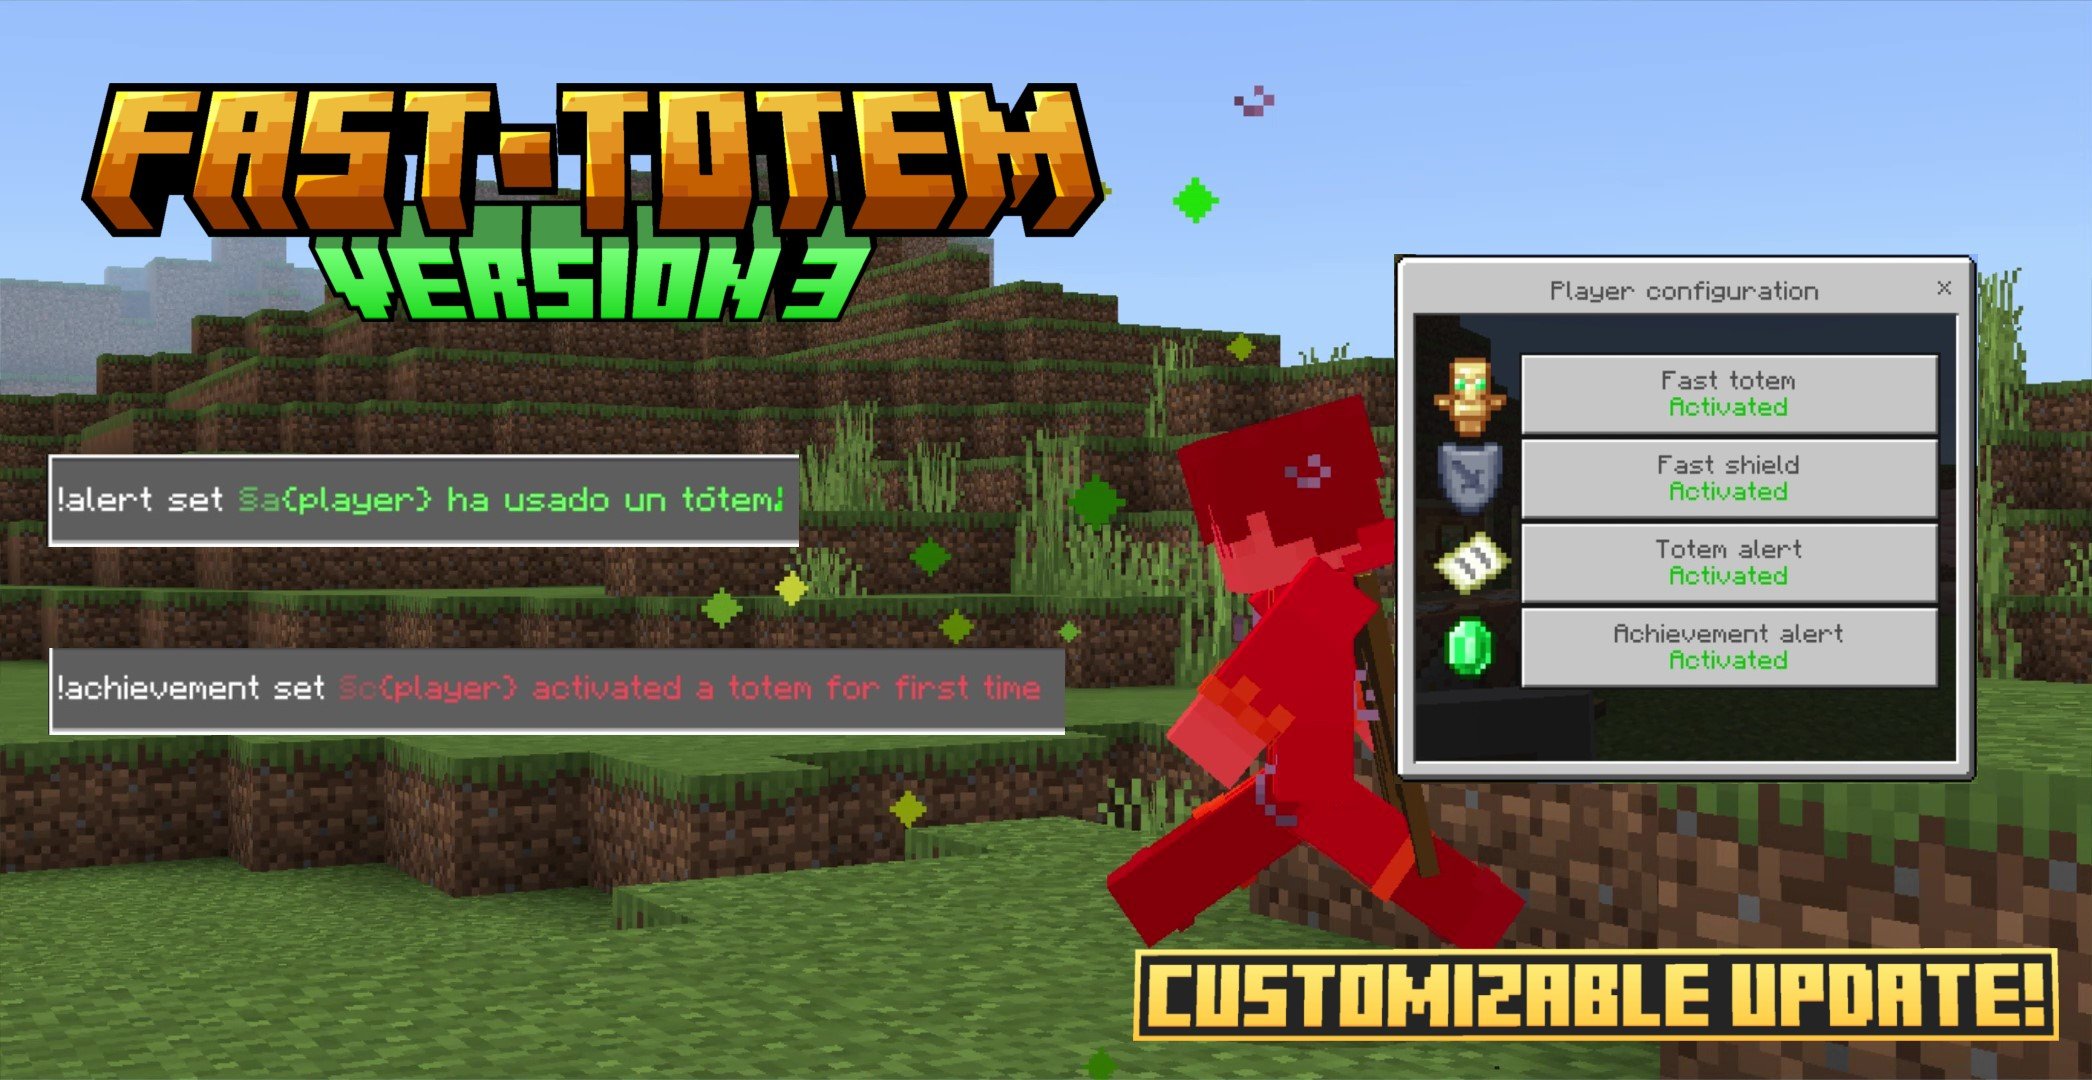 FAST-TOTEM
VERSION 3
Player configuration
Fast totem
Activated
Fast shield
Activated
Totem alert
Activated
Achievement alert
Activated
!alert set §a{player} ha usado un tótem!
!achievement set §c{player} activated a totem for first time
CUSTOMIZABLE UPDATE!